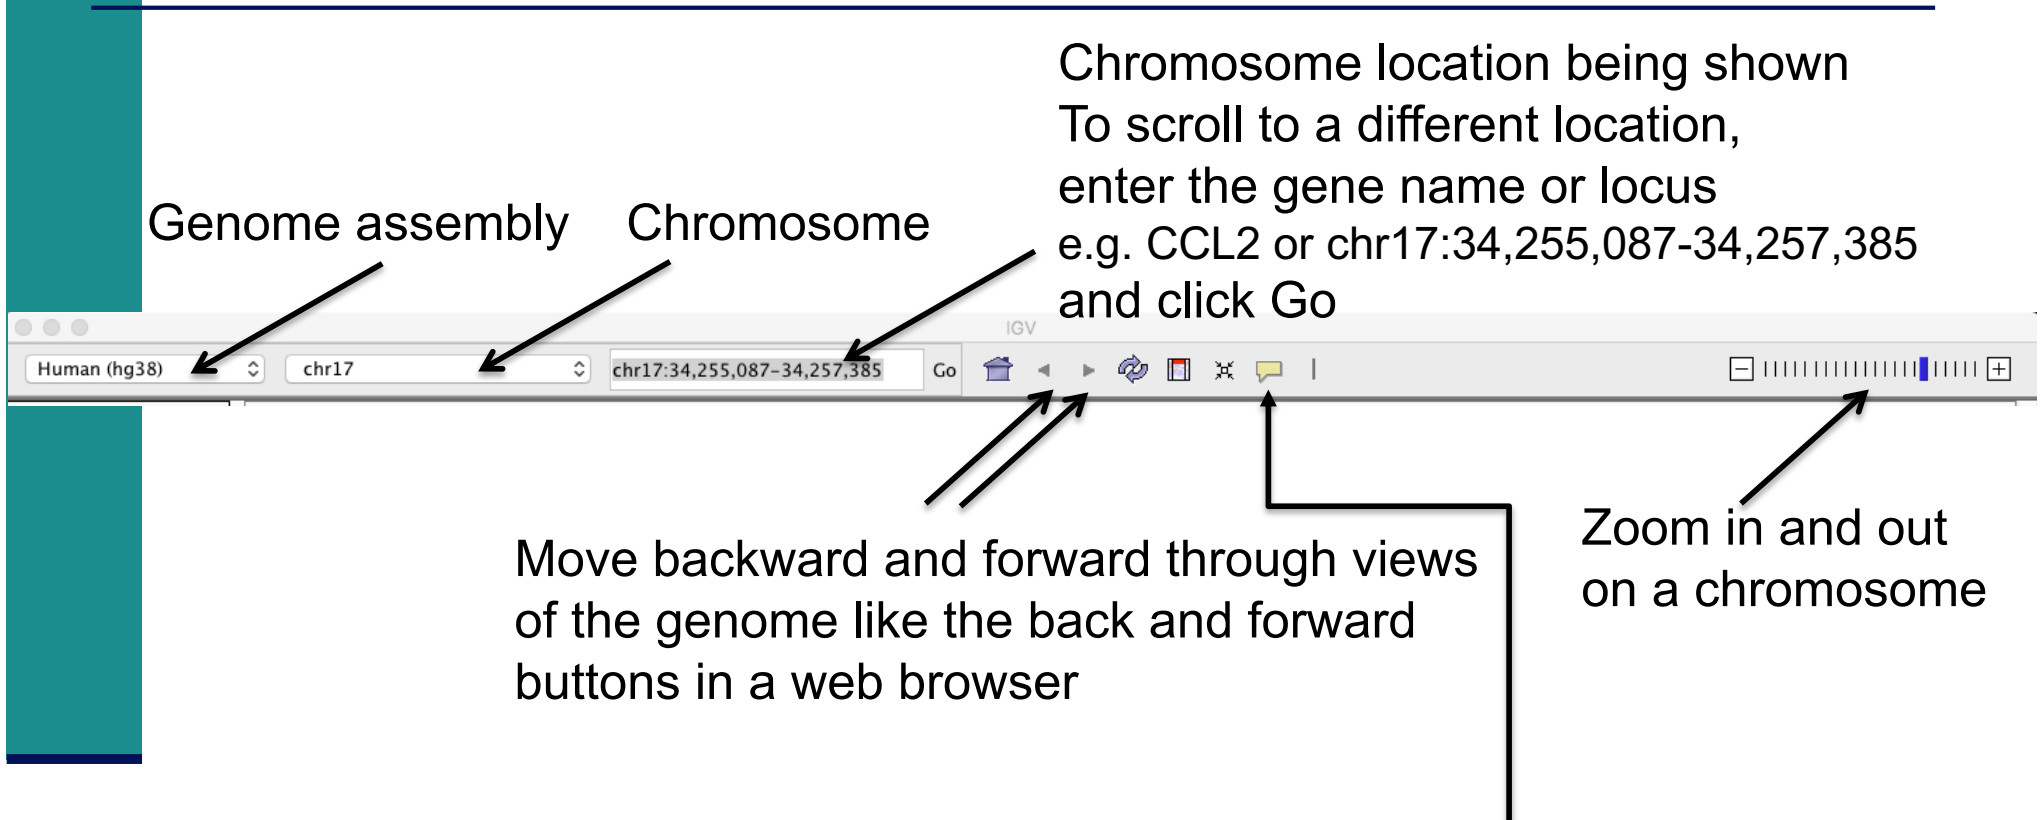 Chromosome location being shown
To scroll to a different location,
enter the gene name or locus
e.g. CCL2 or chr17:34,255,087-34,257,385
and click Go
Genome assembly
Chromosome
IGV
Human (hg38)
chr17
chr17:34,255,087-34,257,385
Go
Move backward and forward through views
of the genome like the back and forward
buttons in a web browser
Zoom in and out
on a chromosome